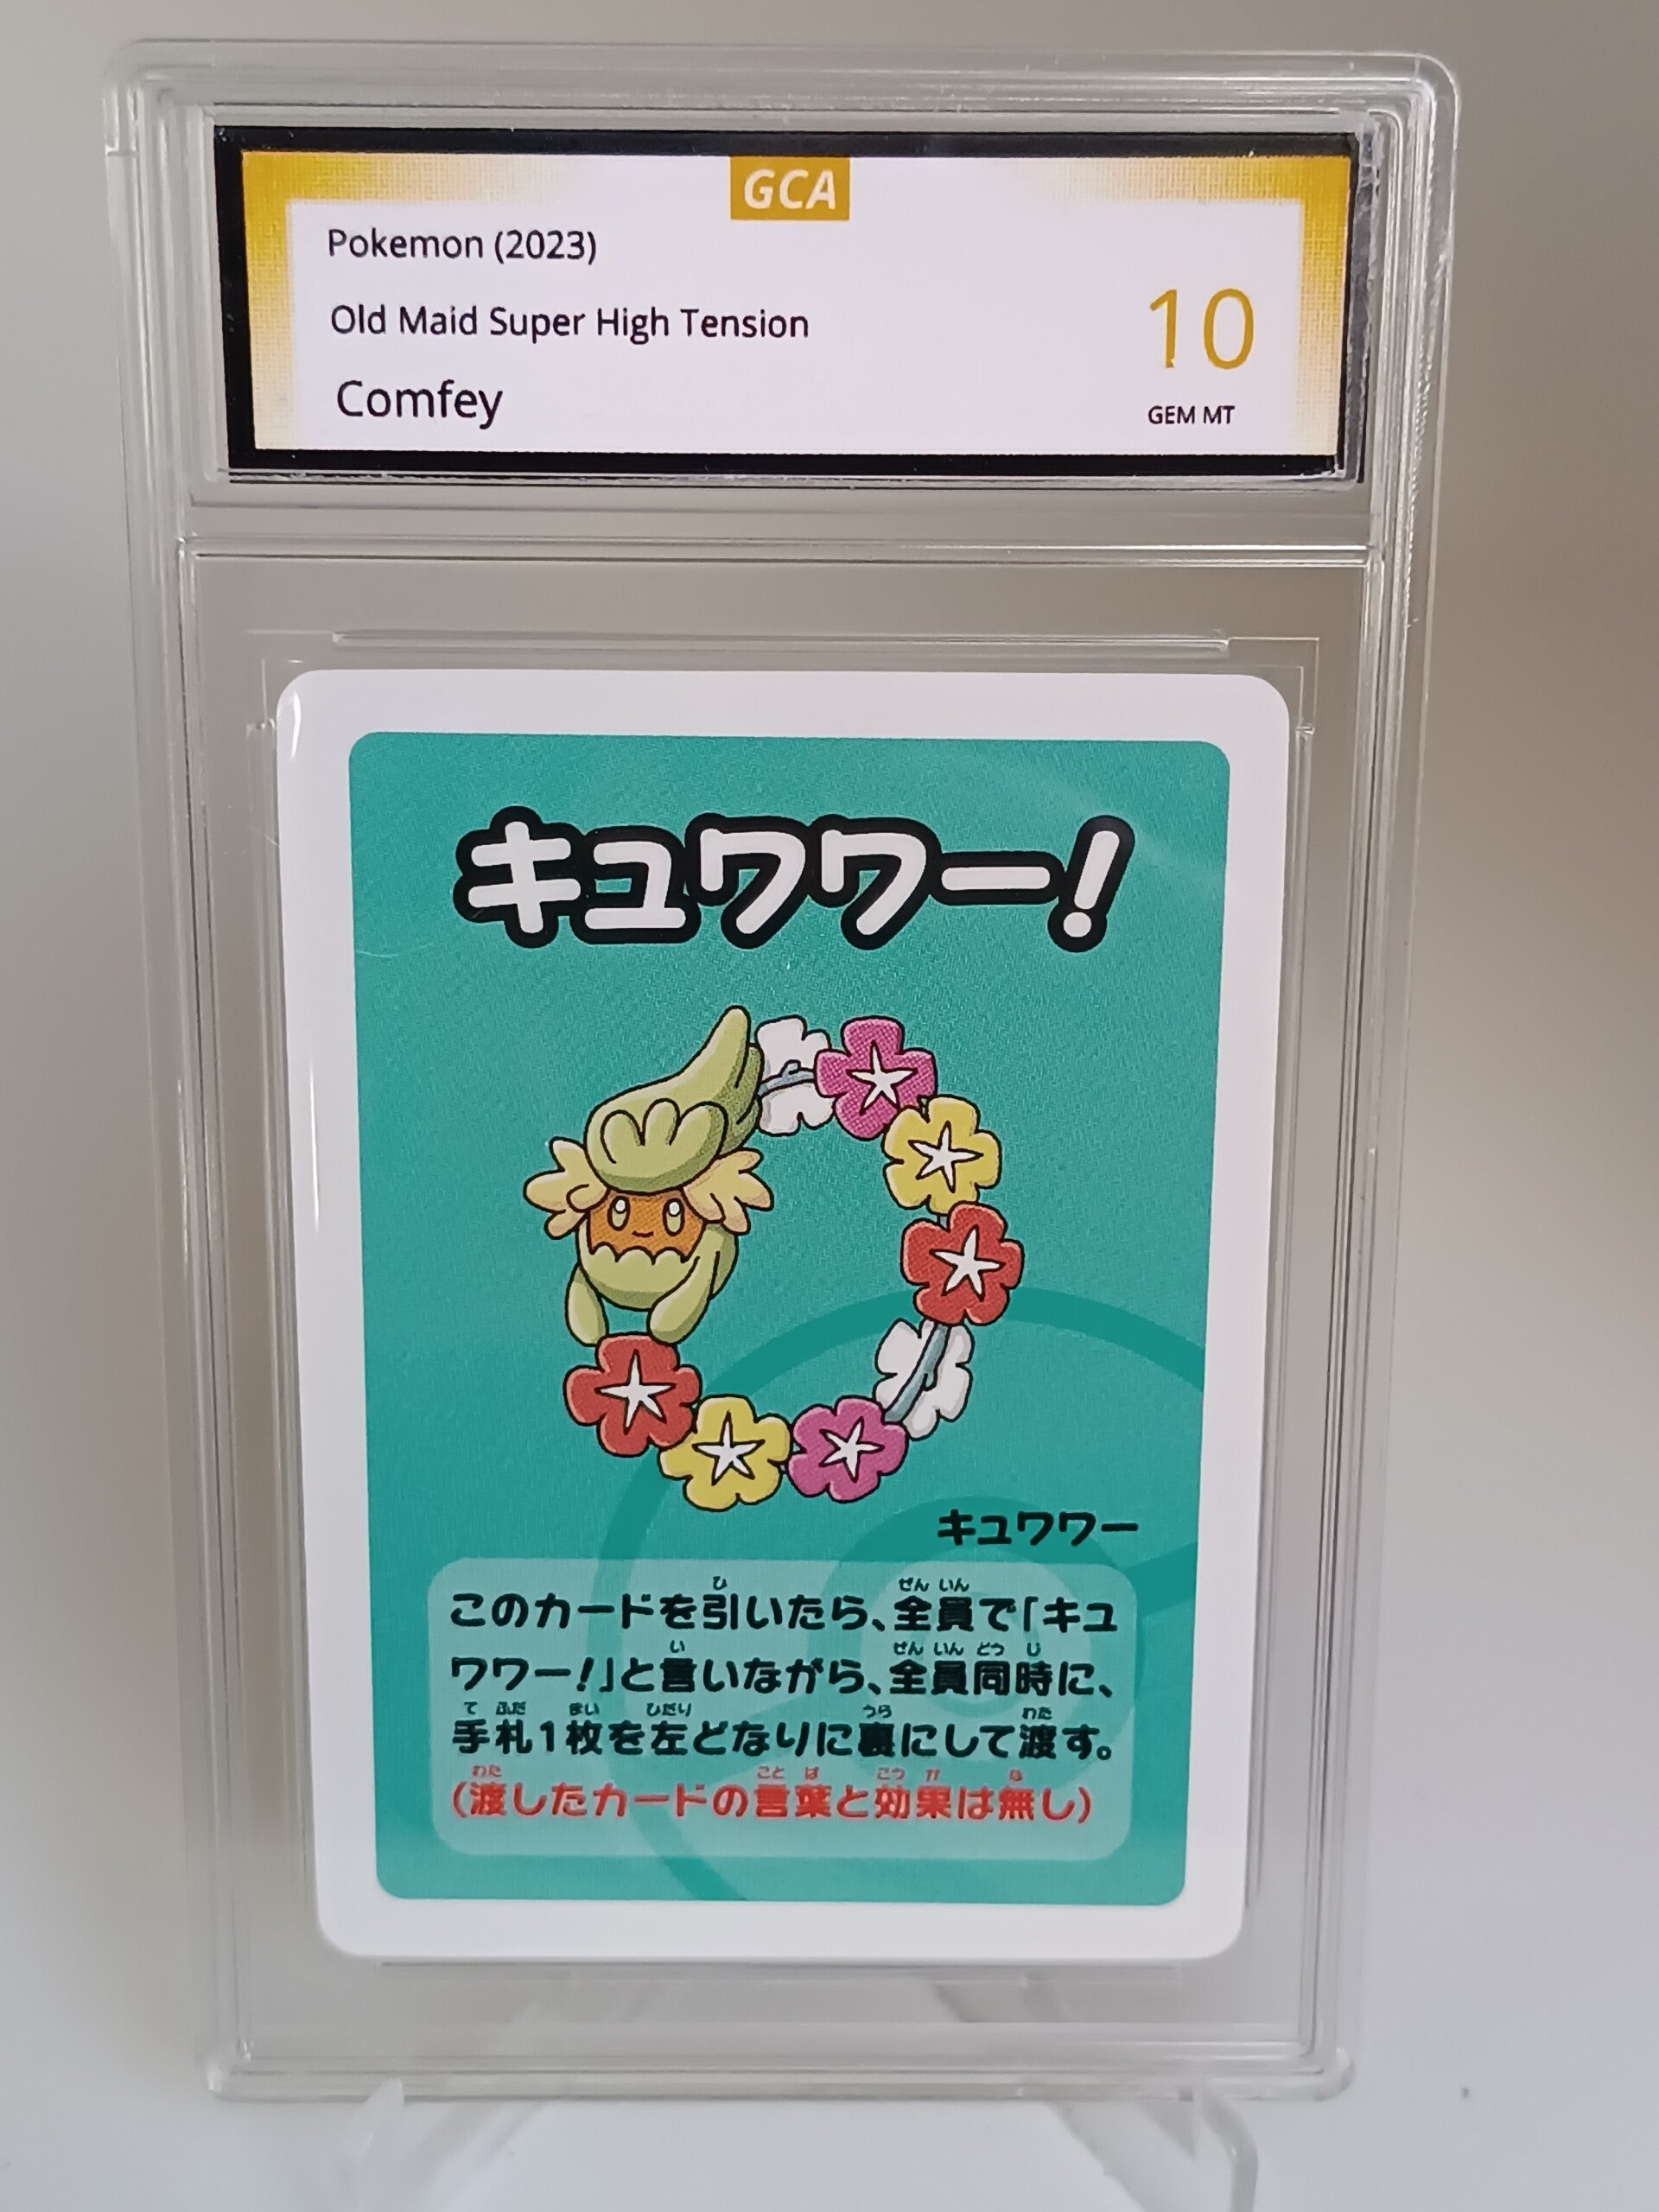 GCA
Pokemon (2023)
Old Maid Super High Tension
10
Comfey
GEM MT
キュワワー!
キュワワー
このカードを引いたら、全員で「キュ
ワワー!」と言いながら、全員同時に、
手札1枚を左どなりに裏にして渡す。
(渡したカードの言葉と効果は無し)